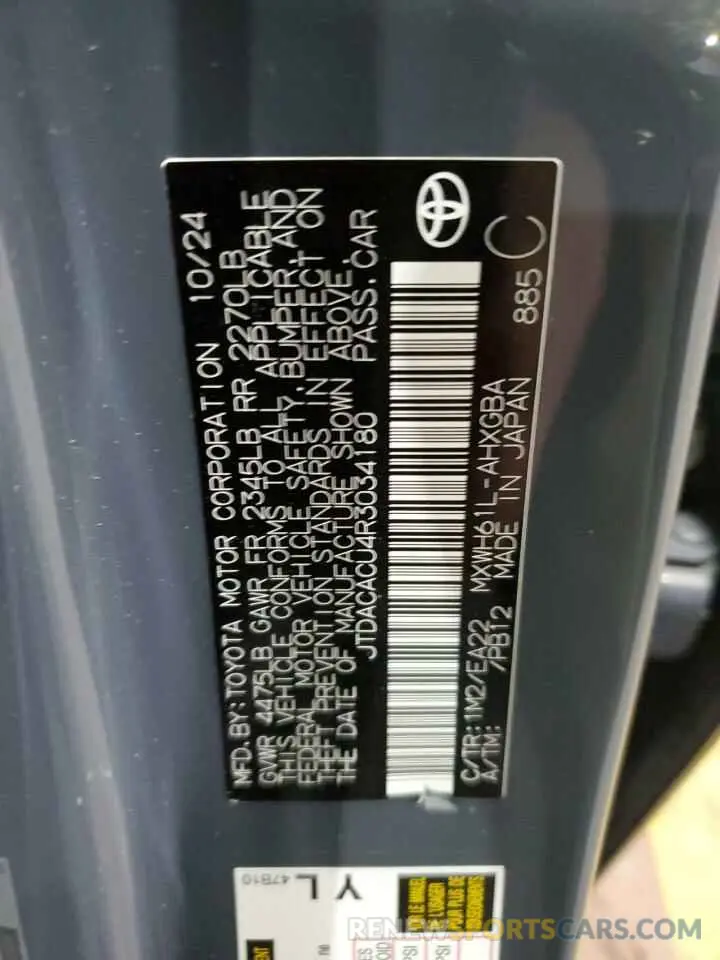 MFD. BY: TOYOTA MOTOR CORPORATION 10/24
GVWR 4475LB GAWR FR 2345LB RR 2270LB
THIS VEHICLE CONFORMS TO ALL APPLICABLE
FEDERAL MOTOR VEHICLE SAFETY, BUMPER, AND
THEFT PREVENTION STANDARDS IN EFFECT ON
THE DATE OF MANUFACTURE SHOWN ABOVE.
JTDACACU4R3034180 PASS. CAR
C/TR: 1M2/EA22 MXWH61L-AHXGBA
A/TM: /PB12 MADE IN JAPAN 885
C
YL
47B10
RENEWSPORTSCARS.COM